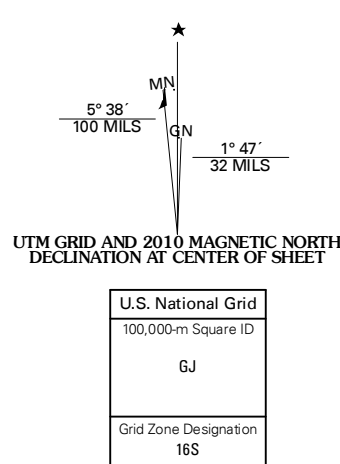 ★
MN
5° 38´
100 MILS
GN
1° 47´
32 MILS
UTM GRID AND 2010 MAGNETIC NORTH
DECLINATION AT CENTER OF SHEET
U.S. National Grid
100,000-m Square ID
GJ
Grid Zone Designation
16S